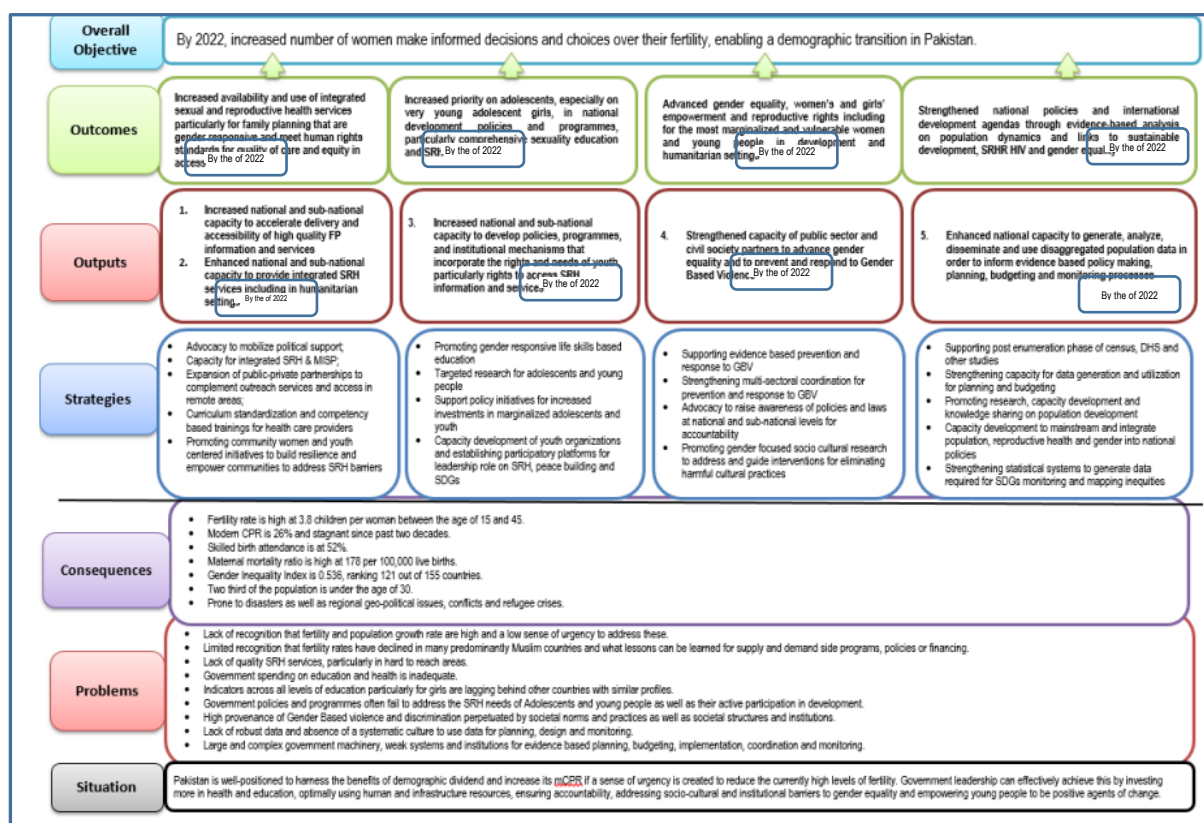 Overall
Objective
By 2022, increased number of women make informed decisions and choices over their fertility, enabling a demographic transition in Pakistan.
Outcomes
Increased availability and use of integrated
sexual and reproductive health services
particularly for family planning that are
gender responsive and meet human rights
standards for quality of care and equity in
access
By the of 2022
Increased priority on adolescents, especially on
very young adolescent girls, in national
development policies and programmes,
particularly comprehensive sexuality education
and SRH
By the of 2022
Advanced gender equality, women's and girls'
empowerment and reproductive rights including
for the most marginalized and vulnerable women
and young people in development and
humanitarian settings
By the of 2022
Strengthened national policies and international
development agendas through evidence-based analysis
on population dynamics and links to sustainable
development, SRHR HIV and gender equal
By the of 2022
Outputs
1. Increased national and sub-national
capacity to accelerate delivery and
accessibility of high quality FP
information and services
2. Enhanced national and sub-national
capacity to provide integrated SRH
services including in humanitarian
setting
By the of 2022
3. Increased national and sub-national
capacity to develop policies, programmes,
and institutional mechanisms that
incorporate the rights and needs of youth
particularly rights to access SRH
information and services
By the of 2022
4. Strengthened capacity of public sector and
civil society partners to advance gender
equality and to prevent and respond to Gender
Based Violence
By the of 2022
5. Enhanced national capacity to generate, analyze,
disseminate and use disaggregated population data in
order to inform evidence based policy making,
planning, budgeting and monitoring processes
By the of 2022
Strategies
• Advocacy to mobilize political support;
• Capacity for integrated SRH & MISP;
• Expansion of public-private partnerships to
complement outreach services and access in
remote areas;
• Curriculum standardization and competency
based trainings for health care providers
• Promoting community women and youth
centered initiatives to build resilience and
empower communities to address SRH barriers
• Promoting gender responsive life skills based
education
• Targeted research for adolescents and young
people
• Support policy initiatives for increased
investments in marginalized adolescents and
youth
• Capacity development of youth organizations
and establishing participatory platforms for
leadership role on SRH, peace building and
SDGs
• Supporting evidence based prevention and
response to GBV
• Strengthening multi-sectoral coordination for
prevention and response to GBV
• Advocacy to raise awareness of policies and laws
at national and sub-national levels for
accountability
• Promoting gender focused socio cultural research
to address and guide interventions for eliminating
harmful cultural practices
• Supporting post enumeration phase of census, DHS and
other studies
• Strengthening capacity for data generation and utilization
for planning and budgeting
• Promoting research, capacity development and
knowledge sharing on population development
• Capacity development to mainstream and integrate
population, reproductive health and gender into national
policies
• Strengthening statistical systems to generate data
required for SDGs monitoring and mapping inequities
Consequences
• Fertility rate is high at 3.8 children per woman between the age of 15 and 45.
• Modern CPR is 26% and stagnant since past two decades.
• Skilled birth attendance is at 52%.
• Maternal mortality ratio is high at 178 per 100,000 live births.
• Gender Inequality Index is 0.536, ranking 121 out of 155 countries.
• Two third of the population is under the age of 30.
• Prone to disasters as well as regional geo-political issues, conflicts and refugee crises.
Problems
• Lack of recognition that fertility and population growth rate are high and a low sense of urgency to address these.
• Limited recognition that fertility rates have declined in many predominantly Muslim countries and what lessons can be learned for supply and demand side programs, policies or financing.
• Lack of quality SRH services, particularly in hard to reach areas.
• Government spending on education and health is inadequate.
• Indicators across all levels of education particularly for girls are lagging behind other countries with similar profiles.
• Government policies and programmes often fail to address the SRH needs of Adolescents and young people as well as their active participation in development.
• High provenance of Gender Based violence and discrimination perpetuated by societal norms and practices as well as societal structures and institutions.
• Lack of robust data and absence of a systematic culture to use data for planning, design and monitoring.
• Large and complex government machinery, weak systems and institutions for evidence based planning, budgeting, implementation, coordination and monitoring.
Situation
Pakistan is well-positioned to harness the benefits of demographic dividend and increase its mCPR if a sense of urgency is created to reduce the currently high levels of fertility. Government leadership can effectively achieve this by investing
more in health and education, optimally using human and infrastructure resources, ensuring accountability, addressing socio-cultural and institutional barriers to gender equality and empowering young people to be positive agents of change.